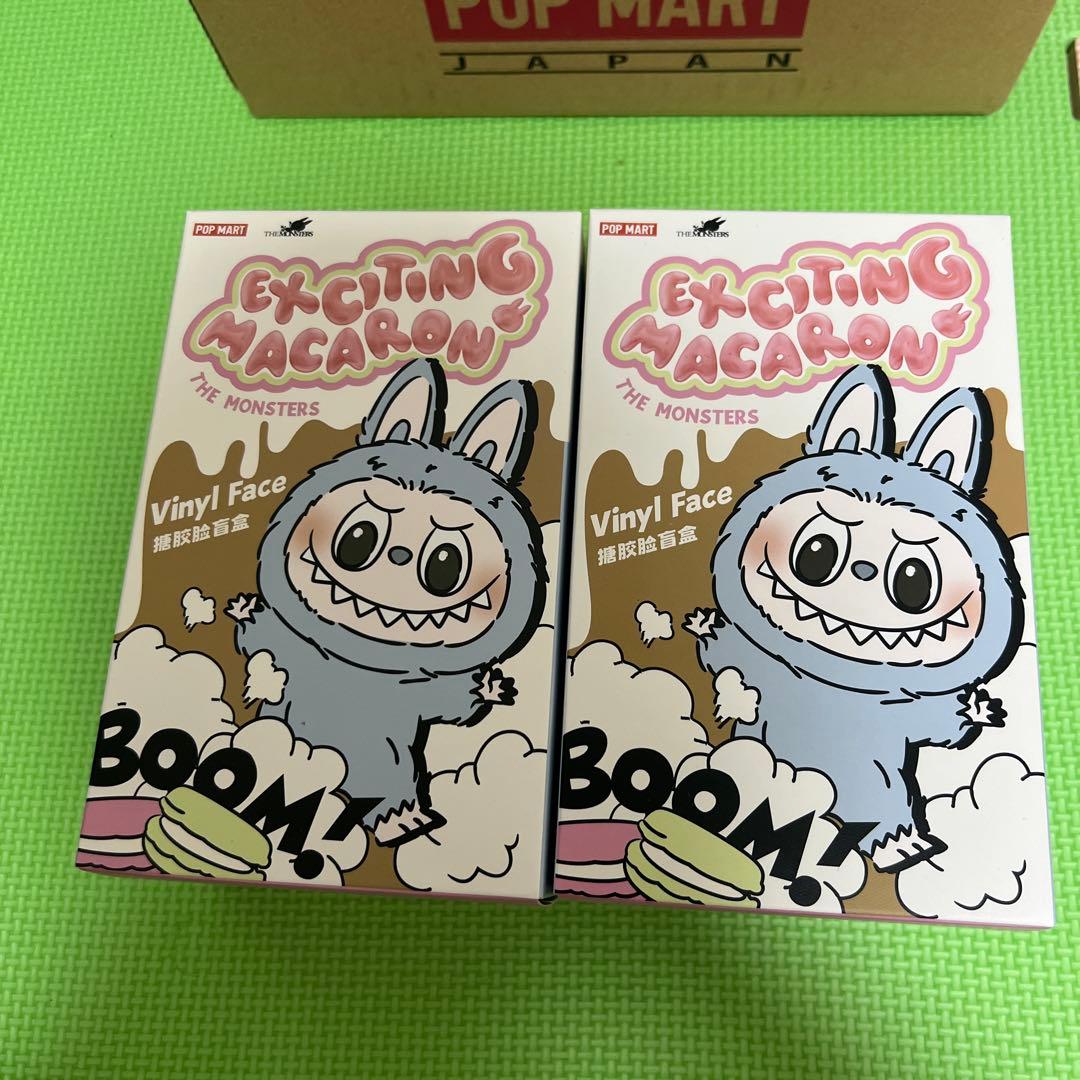 POP MART
JAPAN
POP MART
THE MONSTERS
EXCITING
MACARON
THE MONSTERS
Vinyl Face
搪胶脸盲盒
BOOM!
POP MART
THE MONSTERS
EXCITING
MACARON
THE MONSTERS
Vinyl Face
搪胶脸盲盒
BOOM!